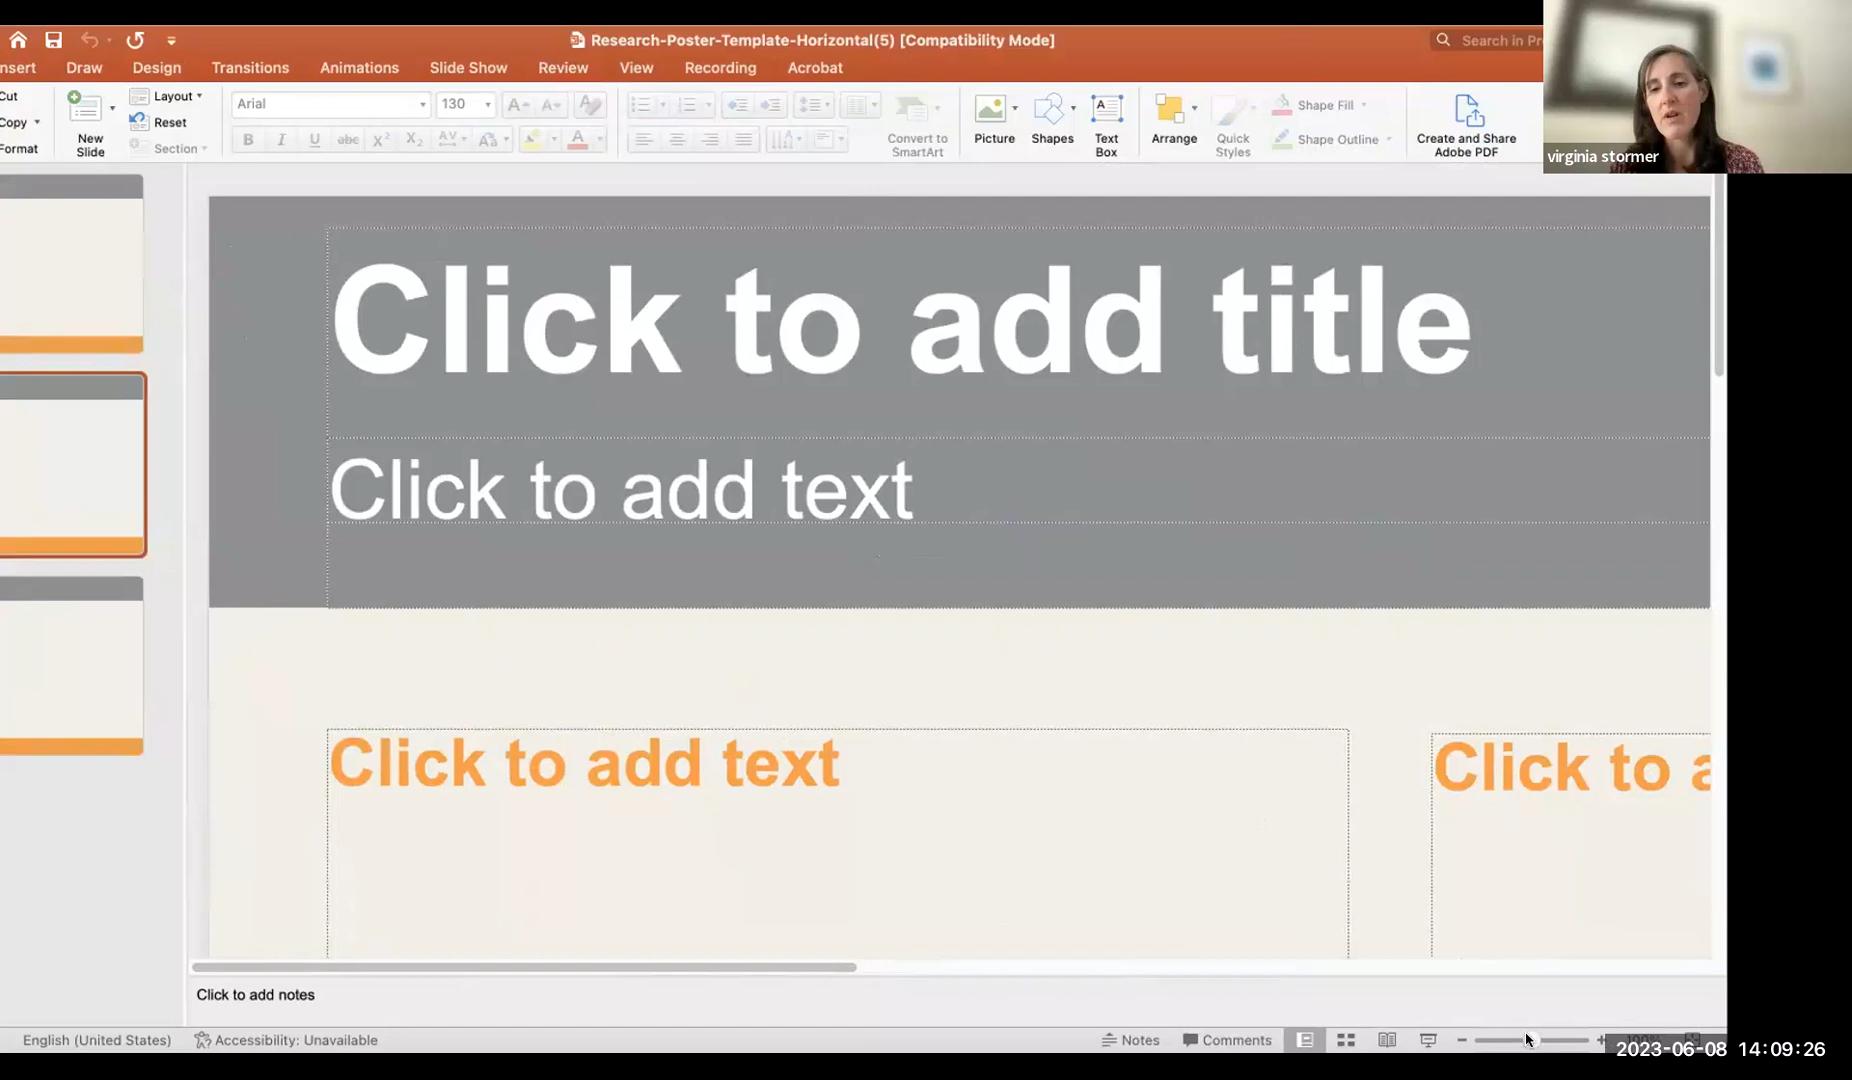 Research-Poster-Template-Horizontal(5) [Compatibility Mode]
Search in Pr
nsert Draw Design Transitions Animations Slide Show Review View Recording Acrobat
Cut
Copy
Format
New Slide
Layout
Reset
Section
Arial
130
Convert to SmartArt
Picture
Shapes
Text Box
Arrange
Quick Styles
Shape Fill
Shape Outline
Create and Share Adobe PDF
virginia stormer
Click to add title
Click to add text
Click to add text
Click to a
Click to add notes
English (United States)
Accessibility: Unavailable
Notes
Comments
2023-06-08 14:09:26